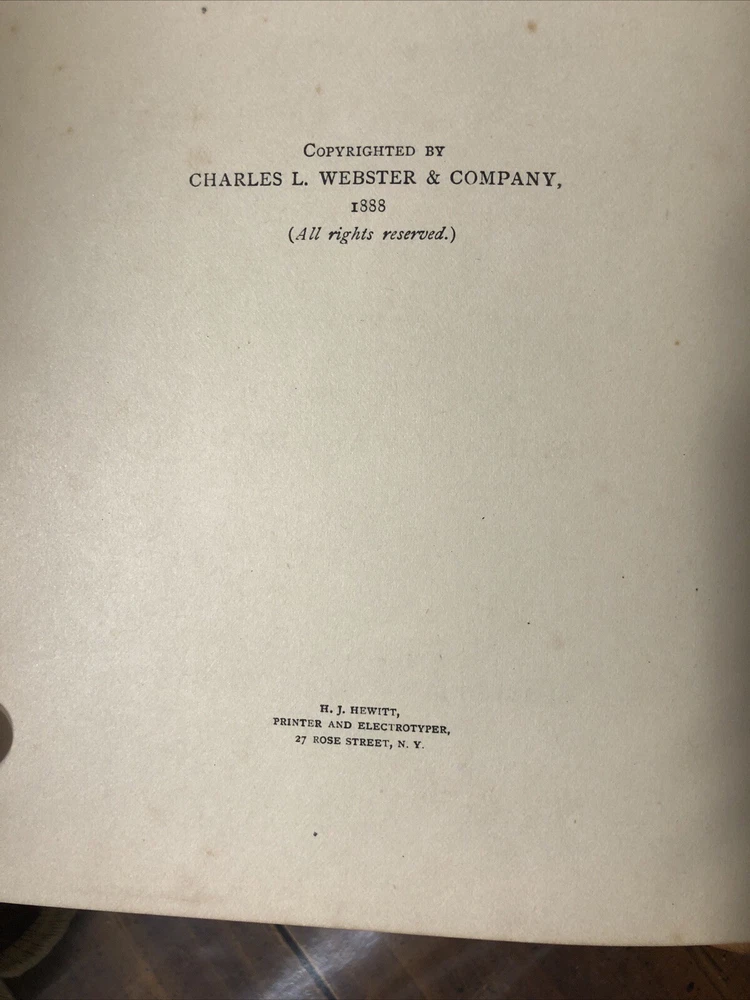 COPYRIGHTED BY
CHARLES L. WEBSTER & COMPANY,
1888
(All rights reserved.)
H. J. HEWITT,
PRINTER AND ELECTROTYPER,
27 ROSE STREET, N. Y.